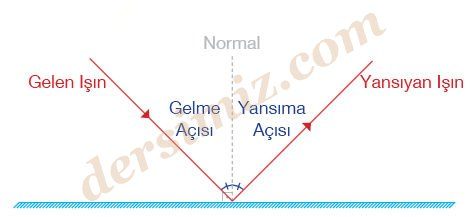 Normal
Gelen Işın
Gelme
Açısı
Yansıma
Açısı
Yansıyan Işın
dersimiz.com